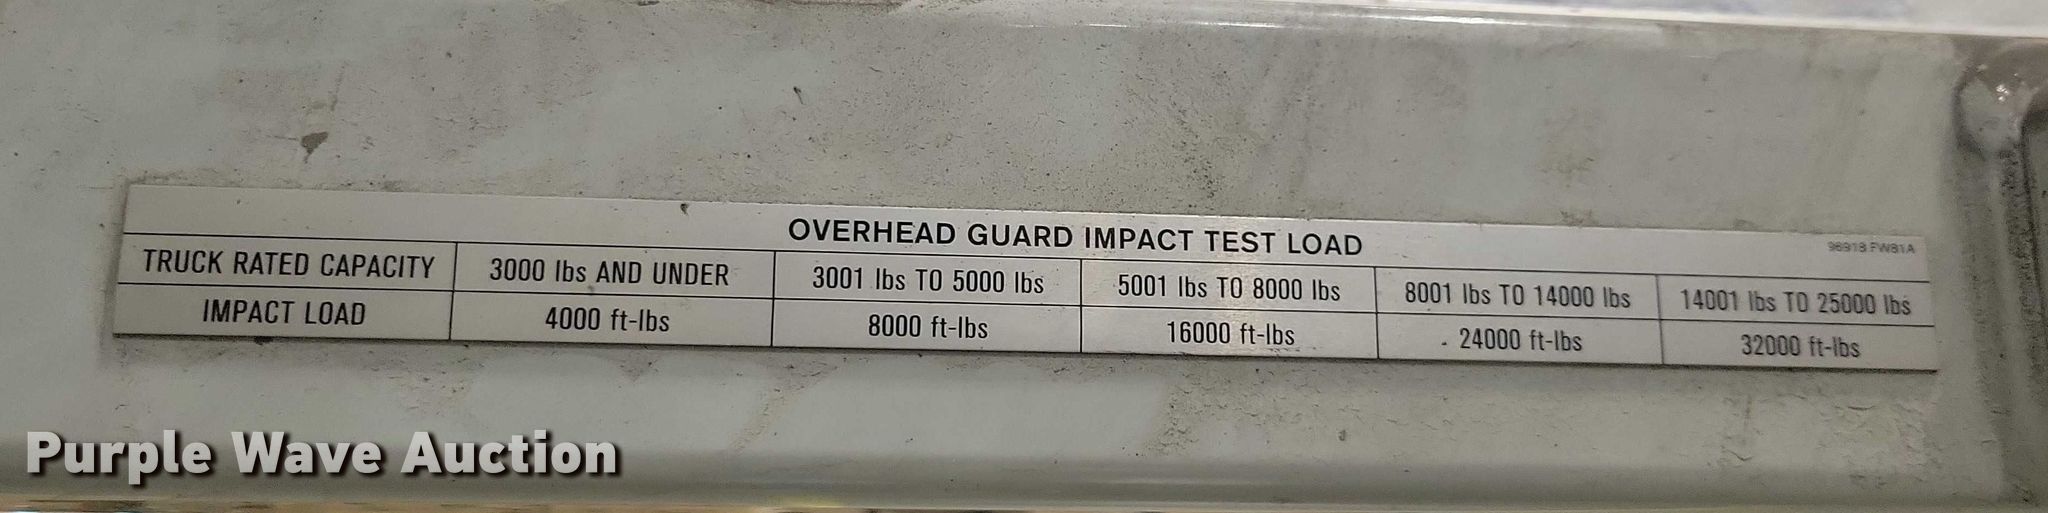 OVERHEAD GUARD IMPACT TEST LOAD 96918 FW81A
TRUCK RATED CAPACITY 3000 lbs AND UNDER 3001 lbs TO 5000 lbs 5001 lbs TO 8000 lbs 8001 lbs TO 14000 lbs 14001 lbs TO 25000 lbs
IMPACT LOAD 4000 ft-lbs 8000 ft-lbs 16000 ft-lbs 24000 ft-lbs 32000 ft-lbs
Purple Wave Auction